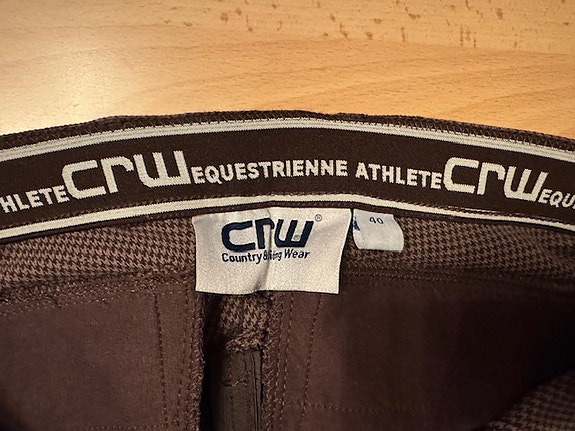 HLETE crw EQUESTRIENNE ATHLETE crw EQU
crw®
Country & Riding Wear
40